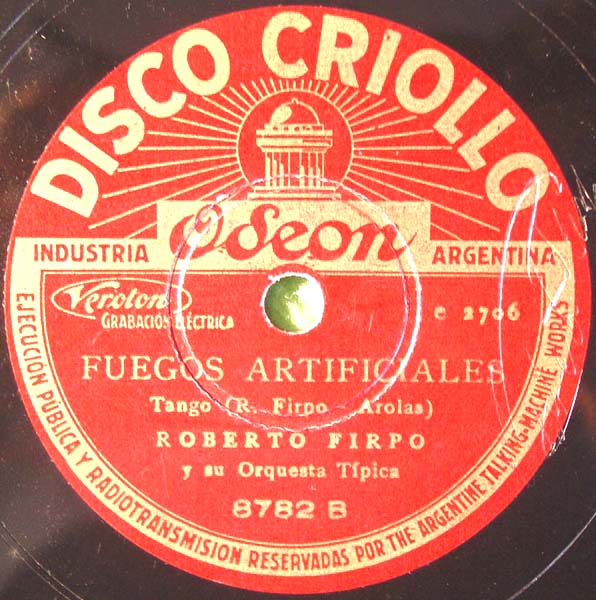 DISCO CRIOLLO
Odeon
INDUSTRIA ARGENTINA
Veroton
GRABACIÓN ELÉCTRICA
e 2706
FUEGOS ARTIFICIALES
Tango (R. Firpo - Arolas)
ROBERTO FIRPO
y su Orquesta Típica
8782 B
EJECUCIÓN PÚBLICA Y RADIOTRANSMISION RESERVADAS POR THE ARGENTINE TALKING-MACHINE WORKS